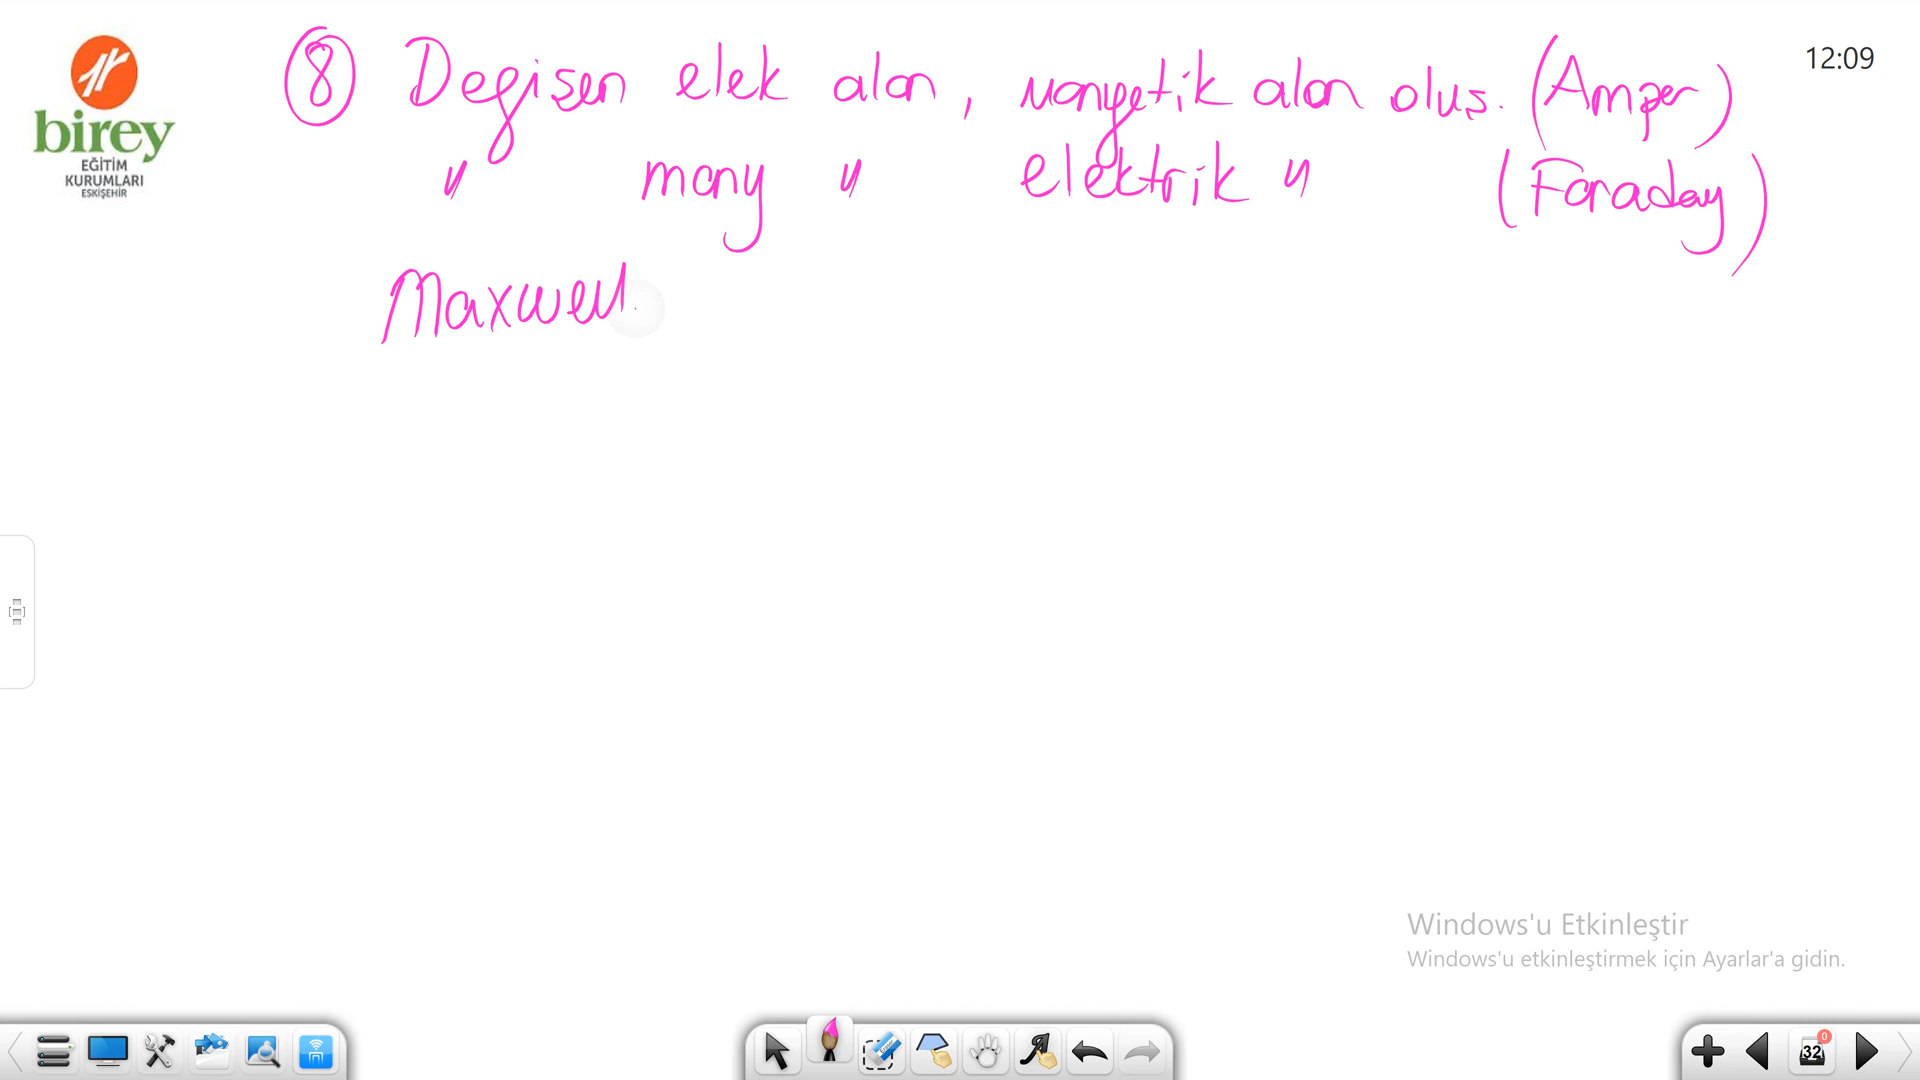 birey
EĞİTİM
KURUMLARI
ESKİŞEHİR
12:09
8 Değişen elek alan, manyetik alan oluş. (Amper)
" many " elektrik " (Faraday)
Maxwell
Windows'u Etkinleştir
Windows'u etkinleştirmek için Ayarlar'a gidin.
32
0